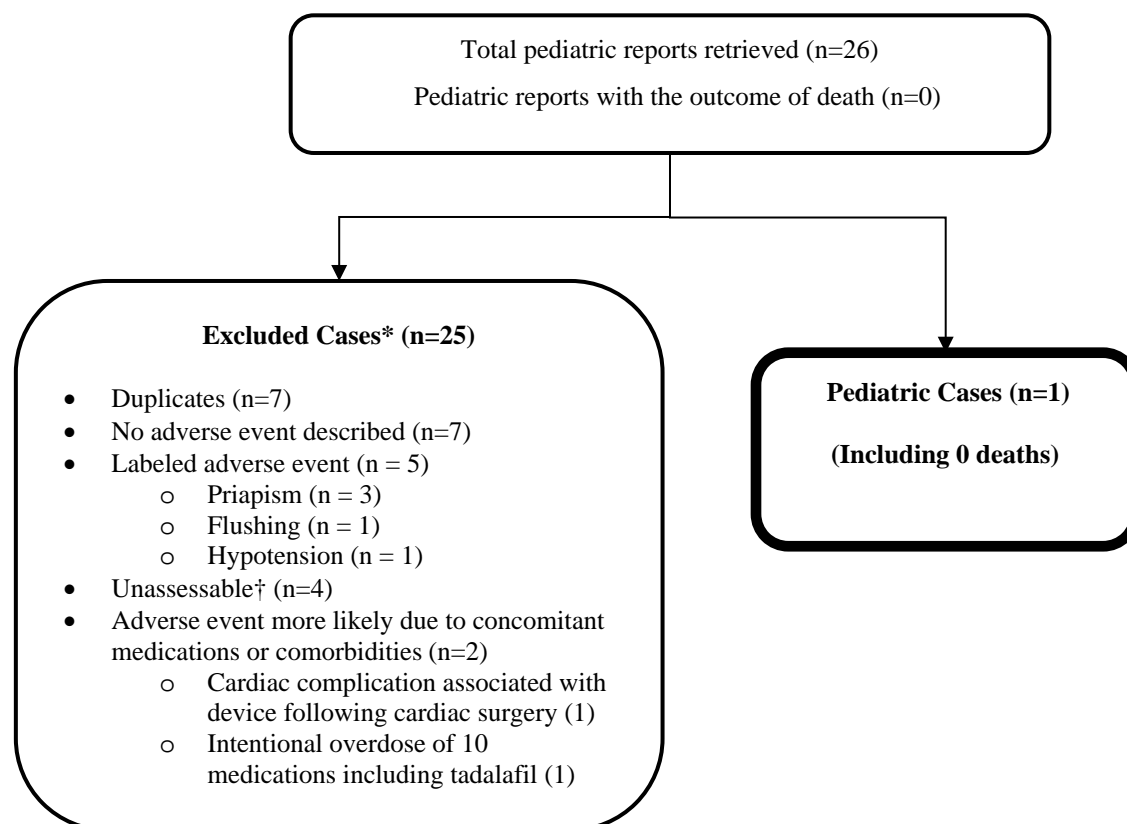 Total pediatric reports retrieved (n=26)
Pediatric reports with the outcome of death (n=0)
Excluded Cases* (n=25)
• Duplicates (n=7)
• No adverse event described (n=7)
• Labeled adverse event (n = 5)
o Priapism (n = 3)
o Flushing (n = 1)
o Hypotension (n = 1)
• Unassessable† (n=4)
• Adverse event more likely due to concomitant
medications or comorbidities (n=2)
o Cardiac complication associated with
device following cardiac surgery (1)
o Intentional overdose of 10
medications including tadalafil (1)
Pediatric Cases (n=1)
(Including 0 deaths)